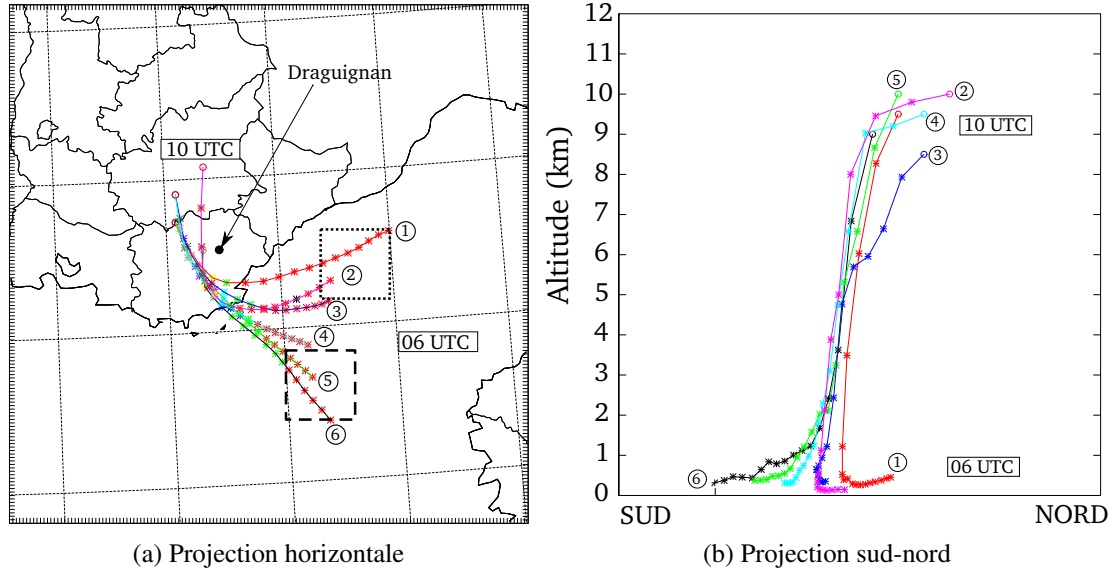 Draguignan
10 UTC
①
②
③
④
06 UTC
⑤
⑥
(a) Projection horizontale
Altitude (km)
12
11
10
9
8
7
6
5
4
3
2
1
0
⑤
②
④
10 UTC
③
①
⑥
06 UTC
SUD
NORD
(b) Projection sud-nord